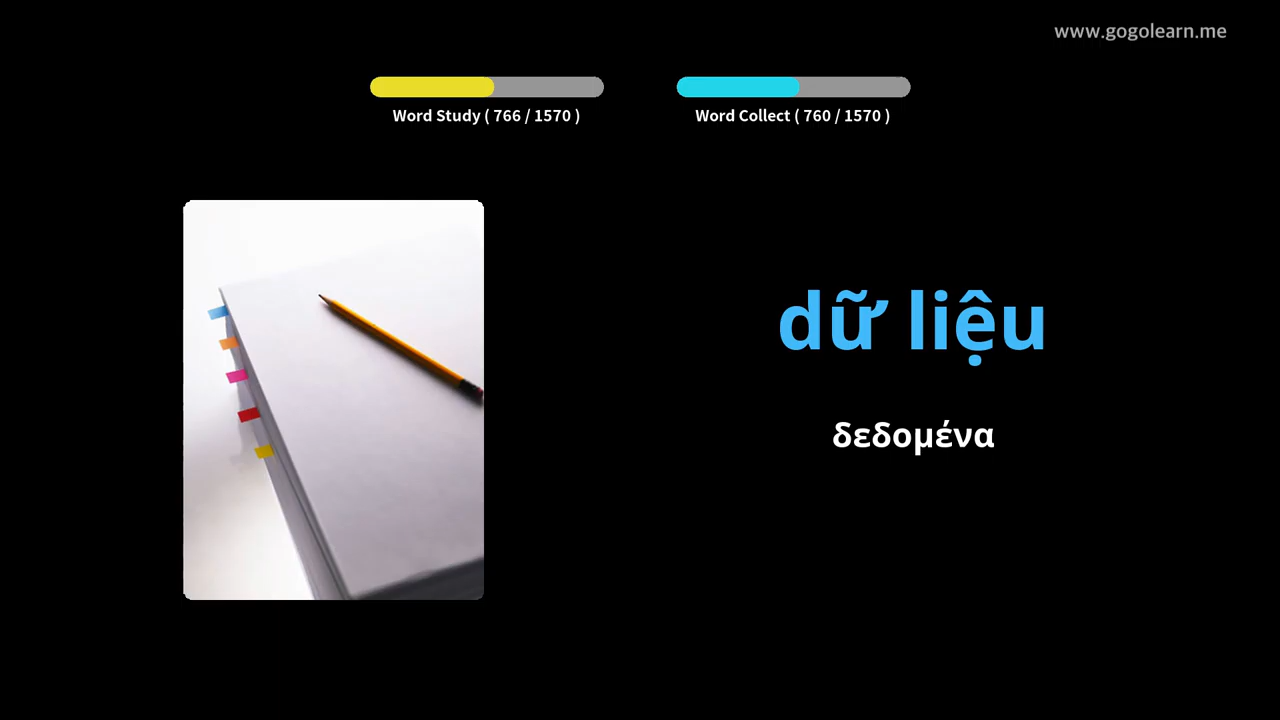 www.gogolearn.me
Word Study ( 766 / 1570 )
Word Collect ( 760 / 1570 )
dữ liệu
δεδομένα